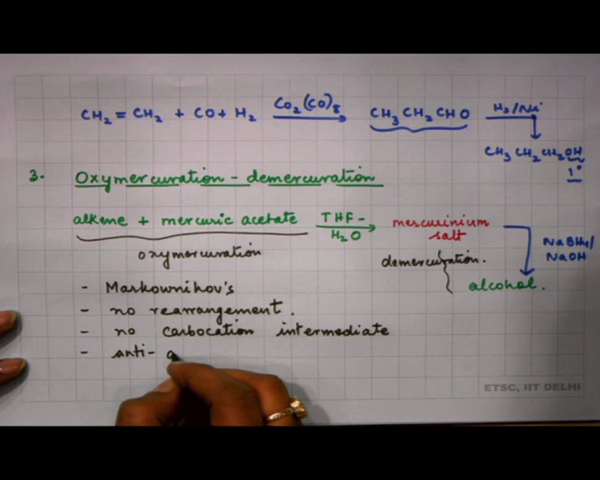 CH2 = CH2 + CO + H2 Co2(CO)8 CH3CH2CHO H2/Ni
CH3CH2CH2OH
1°
3. Oxymercuration - demercuration
alkene + mercuric acetate THF - H2O mercurinium salt NaBH4/ NaOH
oxymercuration demercuration.
alcohol.
- Markownikov's
- no rearrangement.
- no carbocation intermediate
- anti- a
ETSC, IIT DELHI